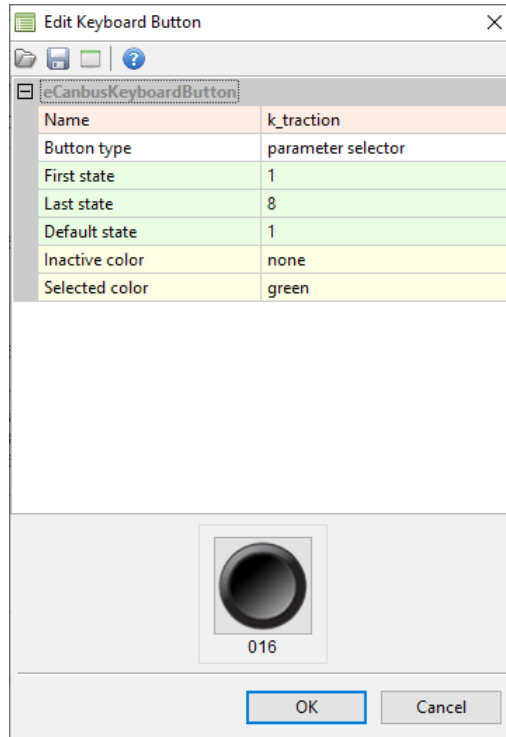 Edit Keyboard Button
eCanbusKeyboardButton
Name k_traction
Button type parameter selector
First state 1
Last state 8
Default state 1
Inactive color none
Selected color green
016
OK Cancel